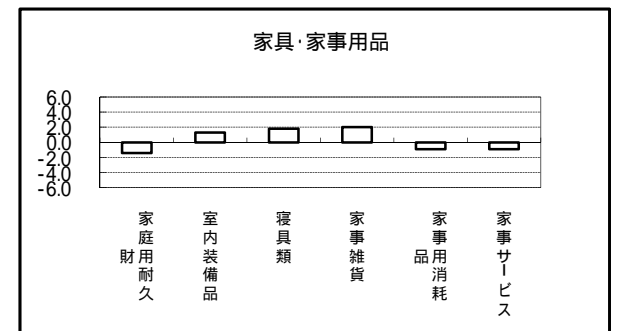 家具･家事用品
6.0
4.0
2.0
0.0
-2.0
-4.0
-6.0
家庭用耐久財
室内装備品
寝具類
家事雑貨
家事用消耗品
家事サービス